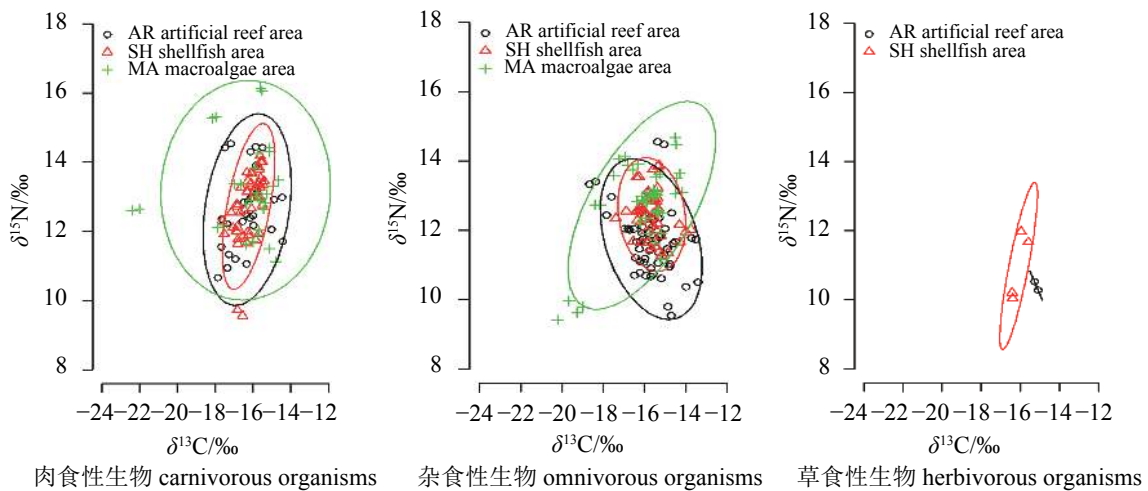 18
16
14
12
10
8
δ¹⁵N/‰
AR artificial reef area
SH shellfish area
MA macroalgae area
−24 −22 −20 −18 −16 −14 −12
δ¹³C/‰
肉食性生物 carnivorous organisms
18
16
14
12
10
8
δ¹⁵N/‰
AR artificial reef area
SH shellfish area
MA macroalgae area
−24 −22 −20 −18 −16 −14 −12
δ¹³C/‰
杂食性生物 omnivorous organisms
18
16
14
12
10
8
δ¹⁵N/‰
AR artificial reef area
SH shellfish area
−24 −22 −20 −18 −16 −14 −12
δ¹³C/‰
草食性生物 herbivorous organisms